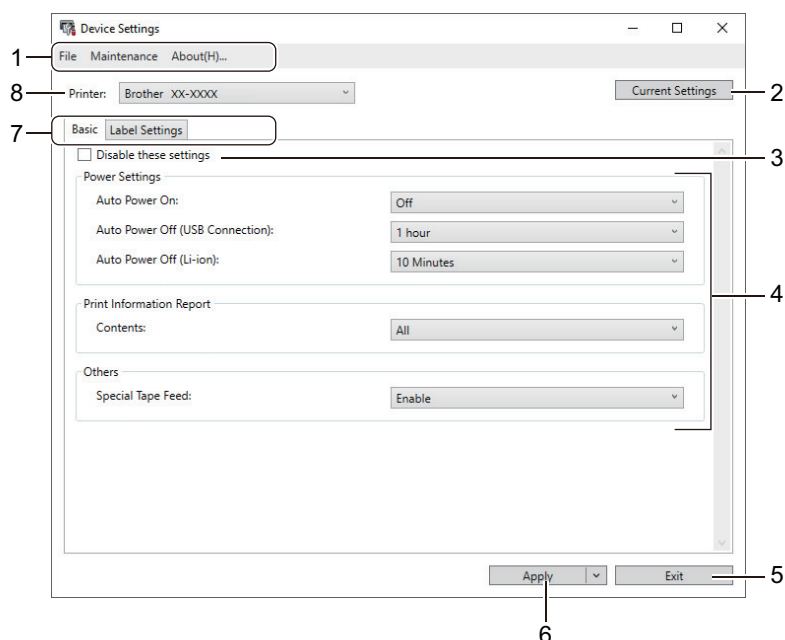 Device Settings
1
File Maintenance About(H)...
8
Printer: Brother XX-XXXX
Current Settings
2
7
Basic Label Settings
Disable these settings
3
Power Settings
Auto Power On: Off
Auto Power Off (USB Connection): 1 hour
Auto Power Off (Li-ion): 10 Minutes
4
Print Information Report
Contents: All
Others
Special Tape Feed: Enable
Apply Exit
5
6